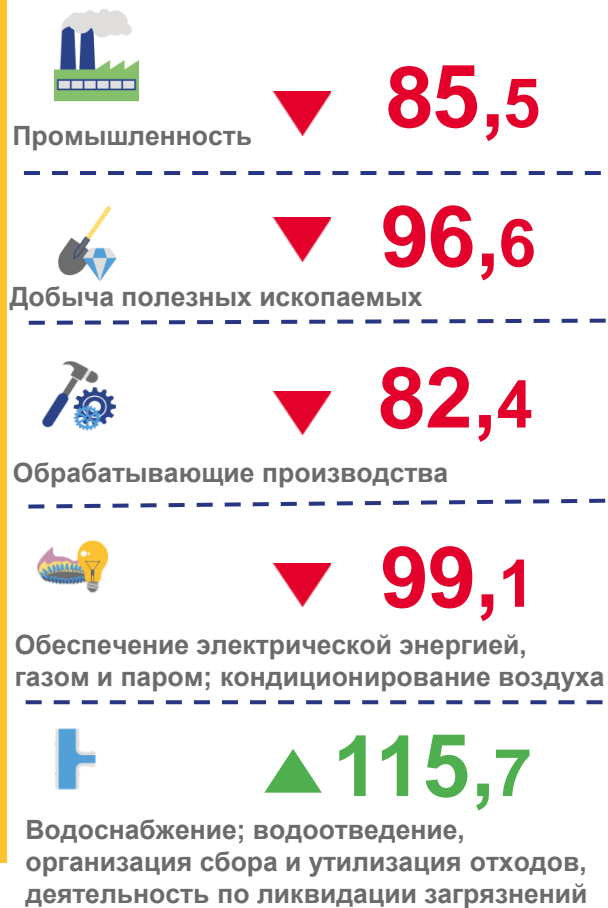 85,5
Промышленность
96,6
Добыча полезных ископаемых
82,4
Обрабатывающие производства
99,1
Обеспечение электрической энергией,
газом и паром; кондиционирование воздуха
115,7
Водоснабжение; водоотведение,
организация сбора и утилизация отходов,
деятельность по ликвидации загрязнений